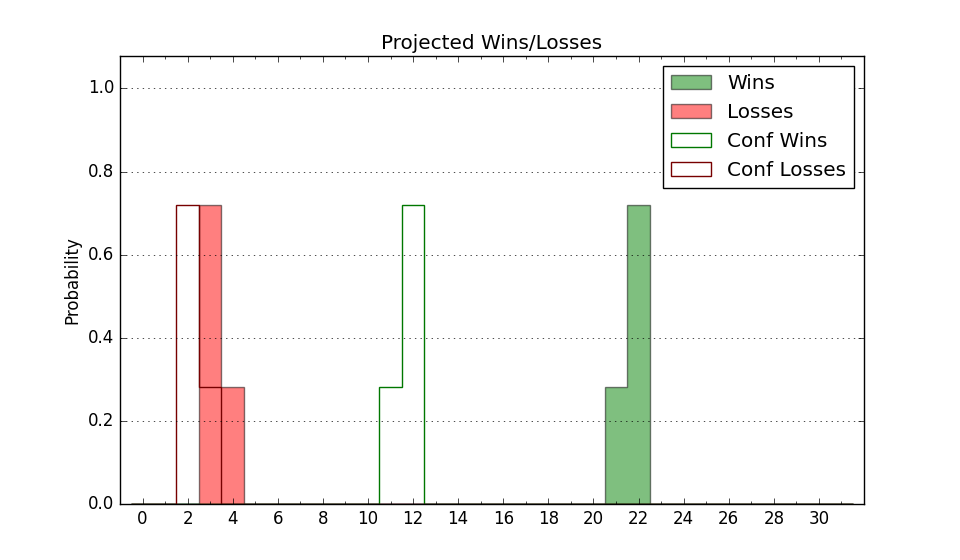 Projected Wins/Losses
Wins
Losses
Conf Wins
Conf Losses
Probability
1.0
0.8
0.6
0.4
0.2
0.0
0 2 4 6 8 10 12 14 16 18 20 22 24 26 28 30